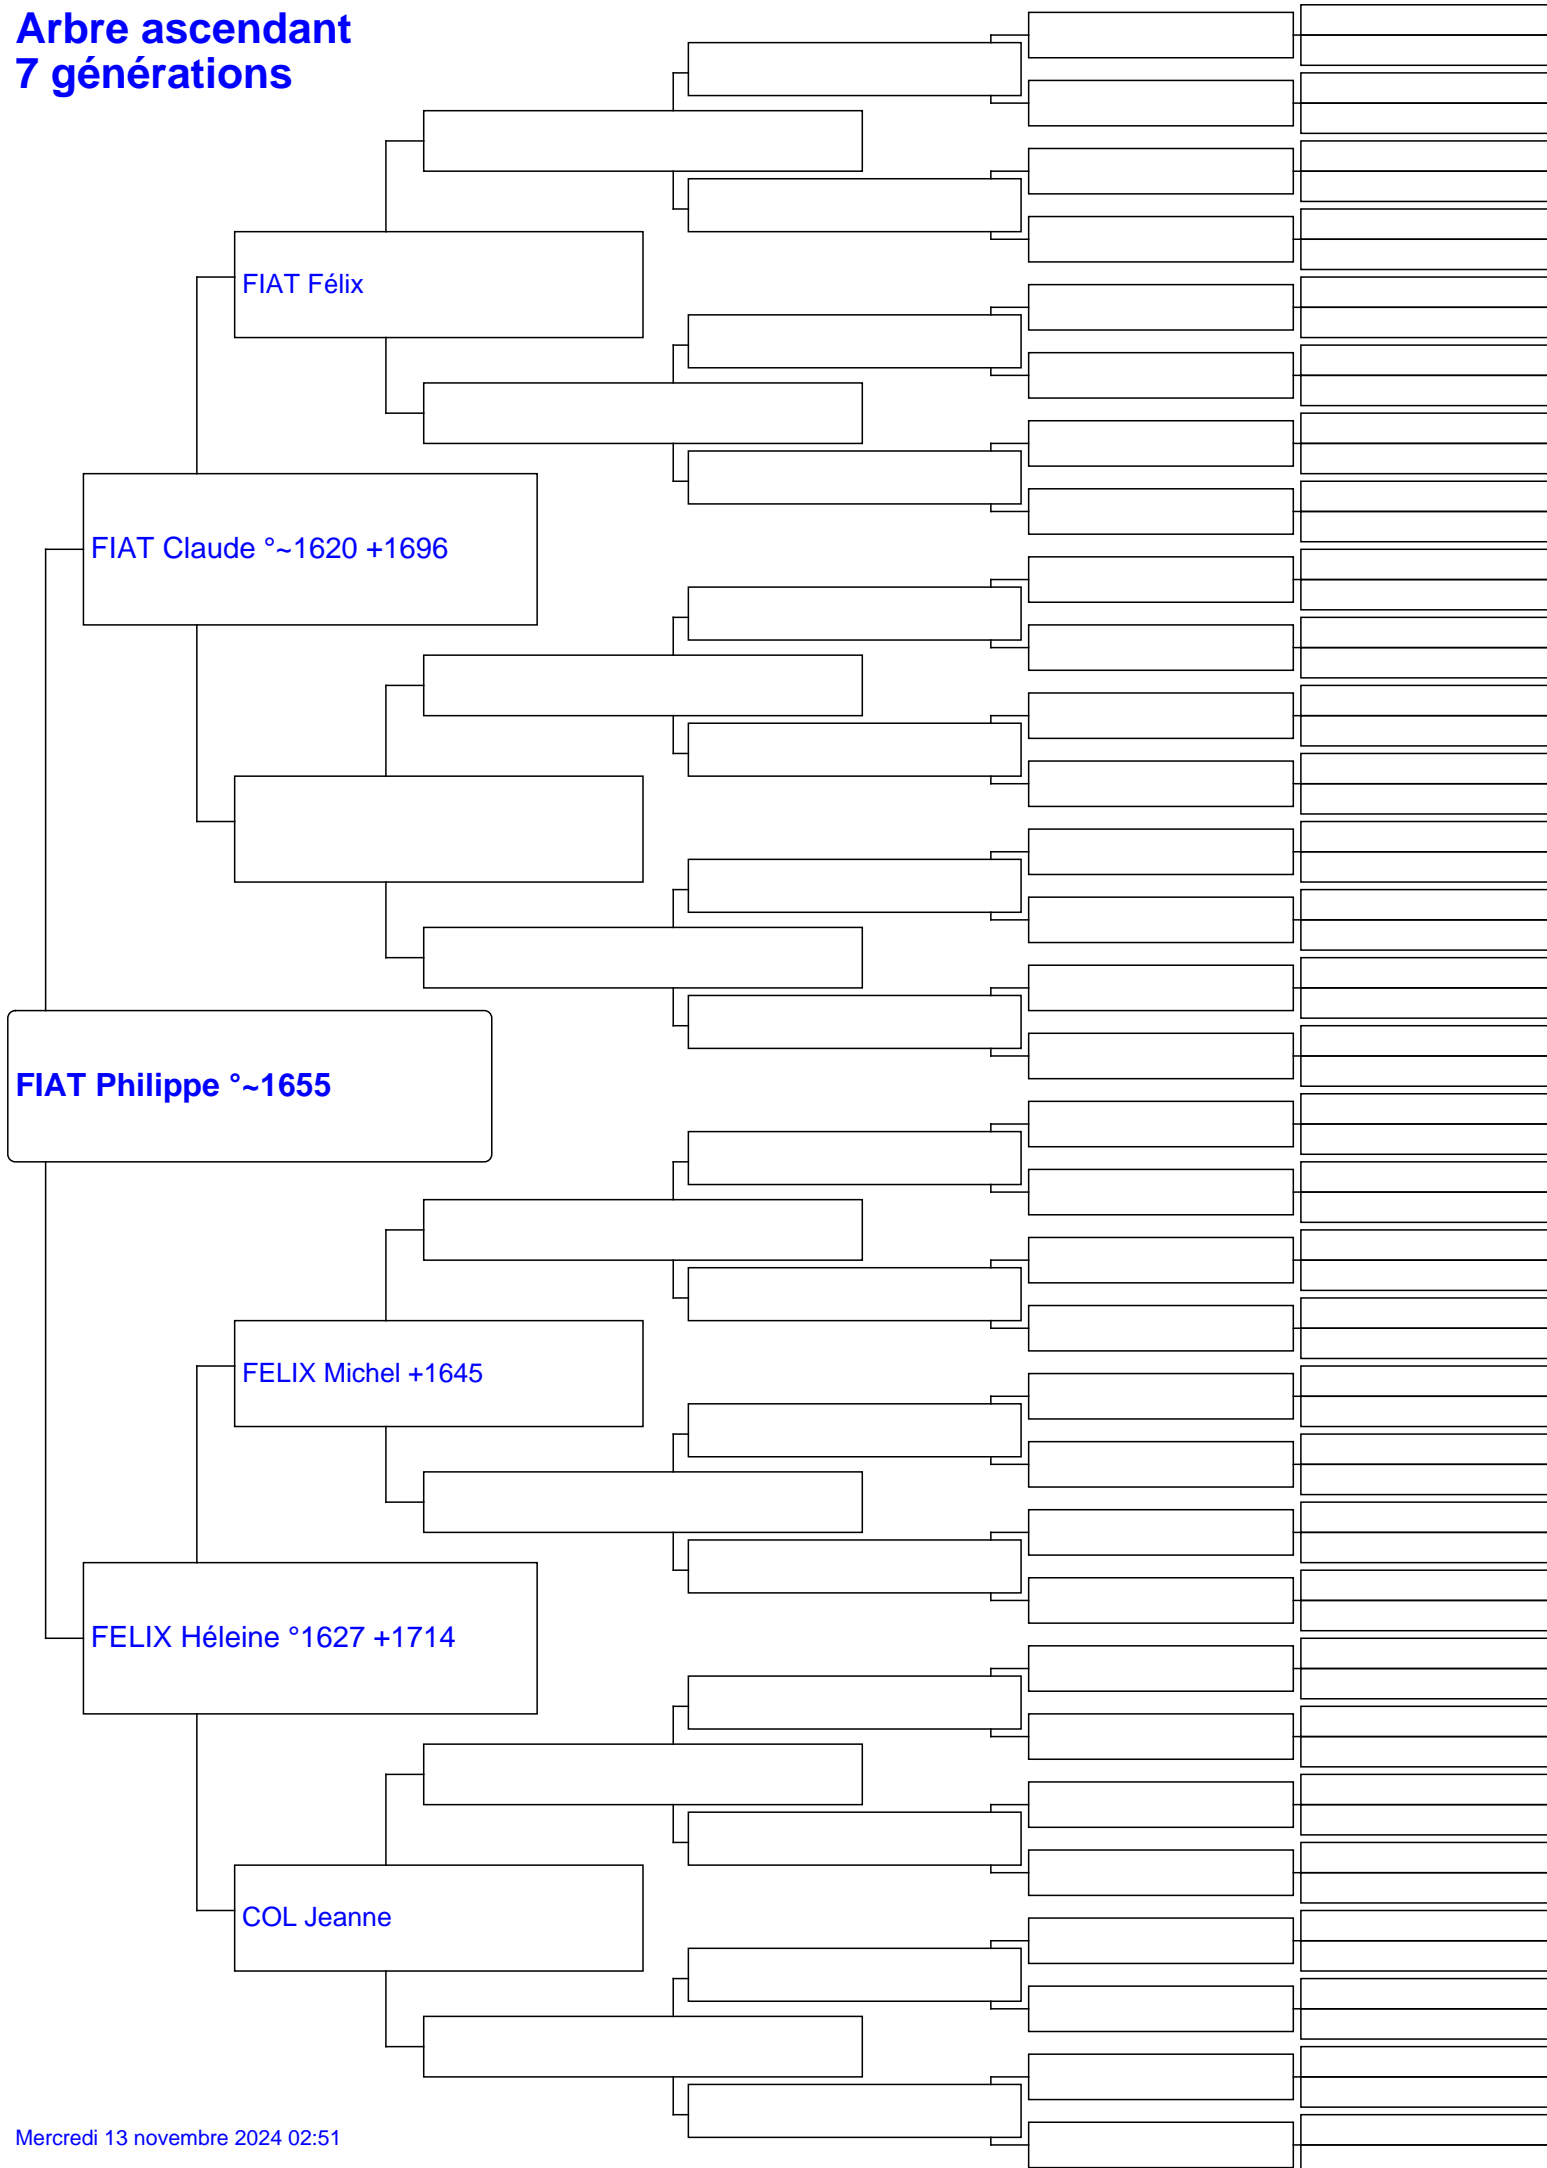 Arbre ascendant
7 générations
FIAT Félix
FIAT Claude °~1620 +1696
FIAT Philippe °~1655
FELIX Michel +1645
FELIX Héleine °1627 +1714
COL Jeanne
Mercredi 13 novembre 2024 02:51